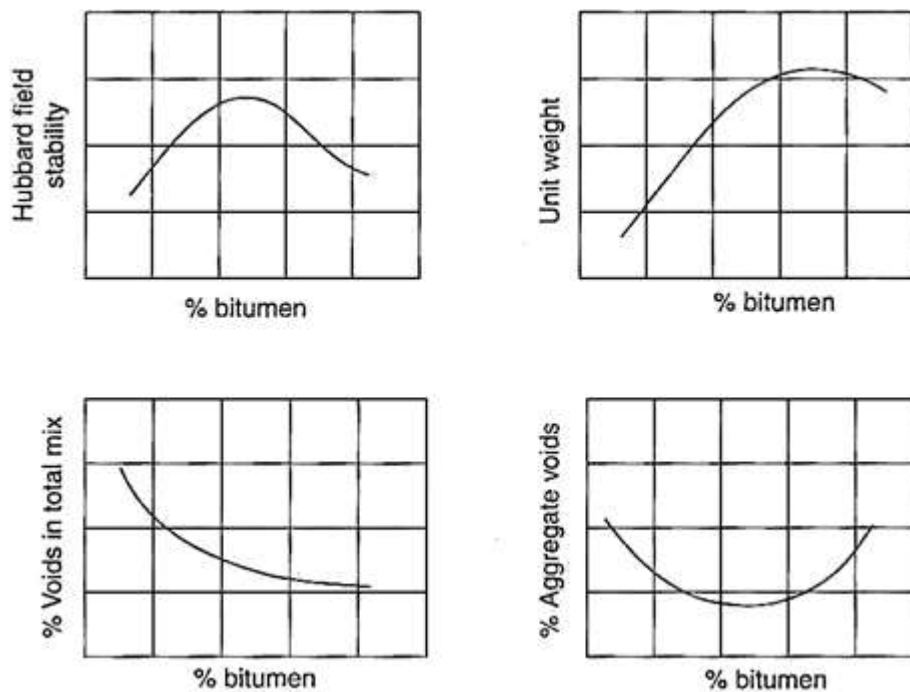 Hubbard field
stability
% bitumen
Unit weight
% bitumen
% Voids in total mix
% bitumen
% Aggregate voids
% bitumen